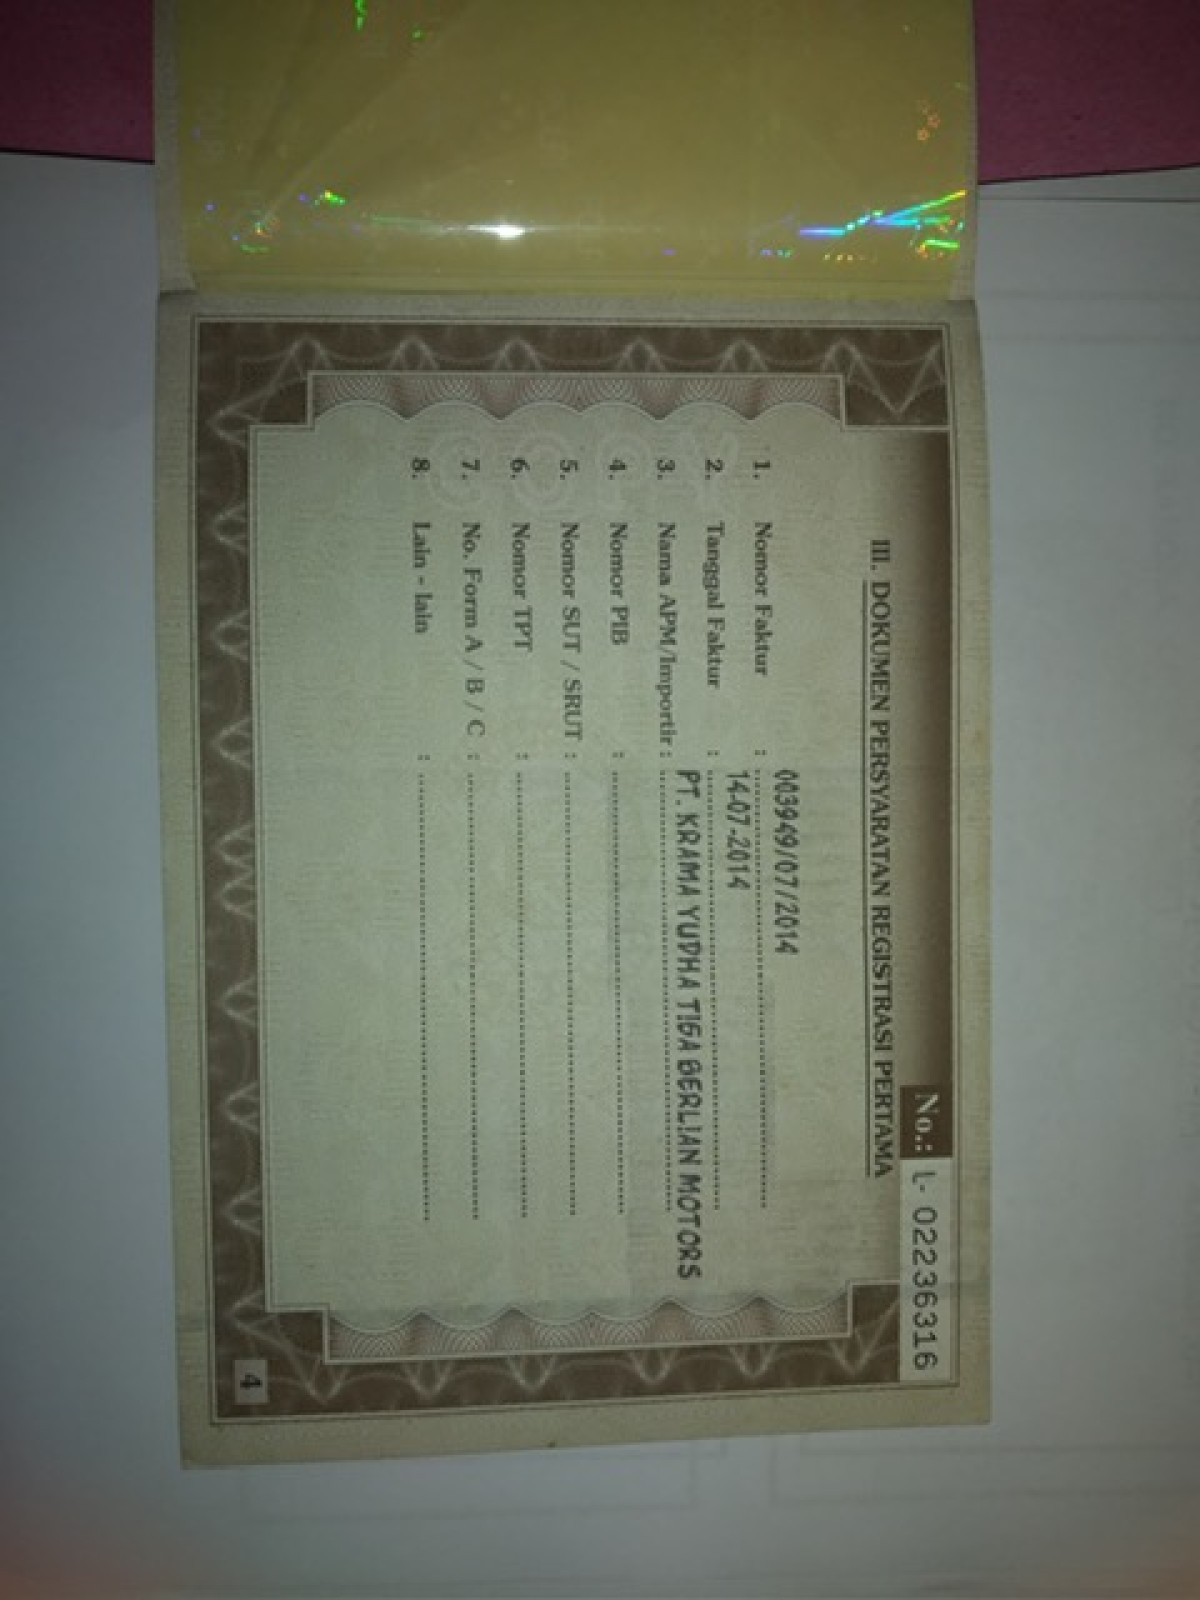 No.: L- 02236316
III. DOKUMEN PERSYARATAN REGISTRASI PERTAMA
1. Nomor Faktur : 003949/07/2014
2. Tanggal Faktur : 14-07-2014
3. Nama APM/Importir : PT. KRAMA YUDHA TIGA BERLIAN MOTORS
4. Nomor PIB :
5. Nomor SUT / SRUT :
6. Nomor TPT :
7. No. Form A / B / C :
8. Lain - lain :
4